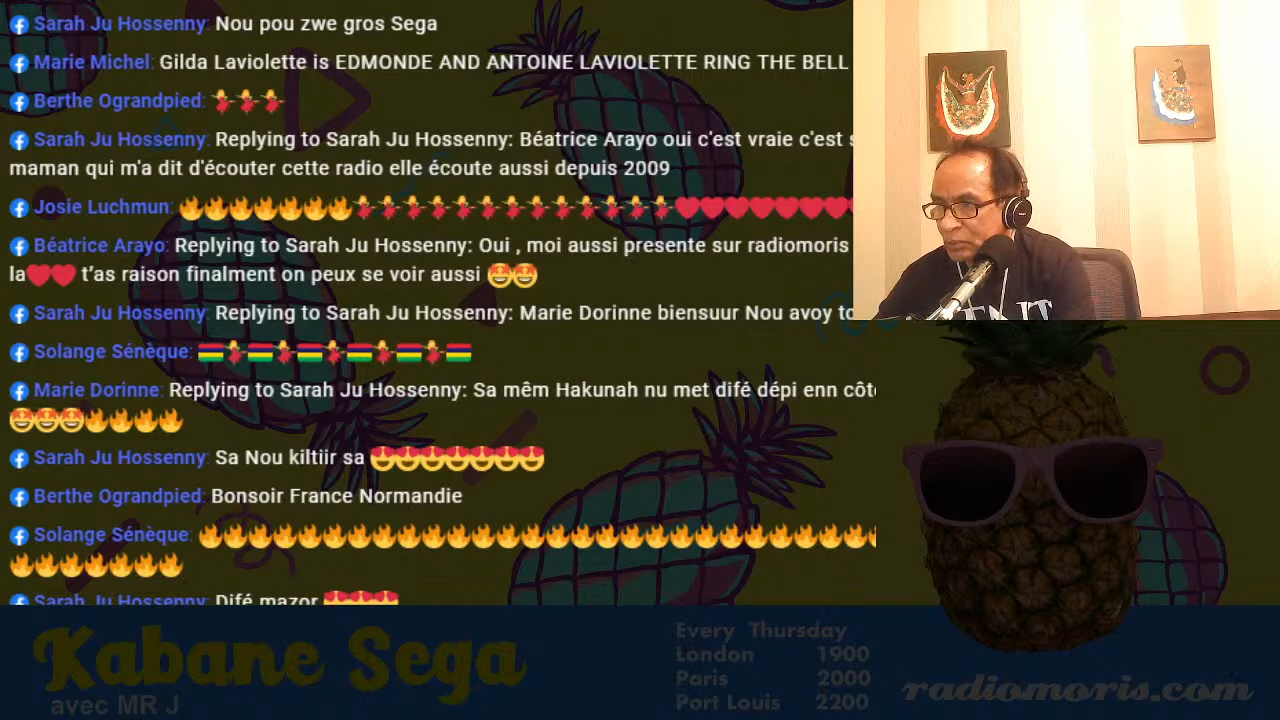 Sarah Ju Hossenny: Nou pou zwe gros Sega
Marie Michel: Gilda Laviolette is EDMONDE AND ANTOINE LAVIOLETTE RING THE BELL
Berthe Ograndpied: 💃💃💃
Sarah Ju Hossenny: Replying to Sarah Ju Hossenny: Béatrice Arayo oui c'est vraie c'est
maman qui m'a dit d'écouter cette radio elle écoute aussi depuis 2009
Josie Luchmun: 🔥🔥🔥🔥🔥🔥🔥💃💃💃💃💃💃💃💃💃💃💃💃💃❤️❤️❤️❤️❤️❤️❤️
Béatrice Arayo: Replying to Sarah Ju Hossenny: Oui , moi aussi presente sur radiomoris
la❤️❤️ t’as raison finalment on peux se voir aussi 🤩🤩
Sarah Ju Hossenny: Replying to Sarah Ju Hossenny: Marie Dorinne biensuur Nou avoy
Solange Sénèque: 🇲🇺💃🇲🇺💃🇲🇺💃🇲🇺💃🇲🇺💃🇲🇺
Marie Dorinne: Replying to Sarah Ju Hossenny: Sa mêm Hakunah nu met difé dépi enn côté
🤩🤩🤩🔥🔥🔥🔥
Sarah Ju Hossenny: Sa Nou kiltiir sa 😍😍😍😍😍😍😍
Berthe Ograndpied: Bonsoir France Normandie
Solange Sénèque: 🔥🔥🔥🔥🔥🔥🔥🔥🔥🔥🔥🔥🔥🔥🔥🔥🔥🔥🔥🔥🔥🔥🔥🔥🔥🔥🔥
🔥🔥🔥🔥🔥🔥🔥
Sarah Ju Hossenny: Difé mazor 😍😍😍
Kabane Sega
avec MR J
Every Thursday
London 1900
Paris 2000
Port Louis 2200
radiomoris.com